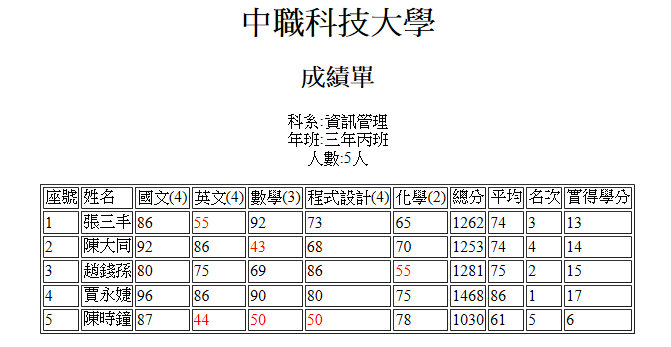 中職科技大學
成績單
科系:資訊管理
年班:三年丙班
人數:5人
座號 姓名 國文(4) 英文(4) 數學(3) 程式設計(4) 化學(2) 總分 平均 名次 實得學分
1 張三丰 86 55 92 73 65 1262 74 3 13
2 陳大同 92 86 43 68 70 1253 74 4 14
3 趙錢孫 80 75 69 86 55 1281 75 2 15
4 賈永婕 96 86 90 80 75 1468 86 1 17
5 陳時鐘 87 44 50 50 78 1030 61 5 6